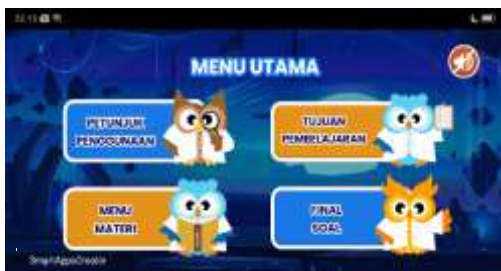 MENU UTAMA
PETUNJUK
PENGGUNAAN
TUJUAN
PEMBELAJARAN
MENU
MATERI
FINAL
SOAL
SmartAppsCreator